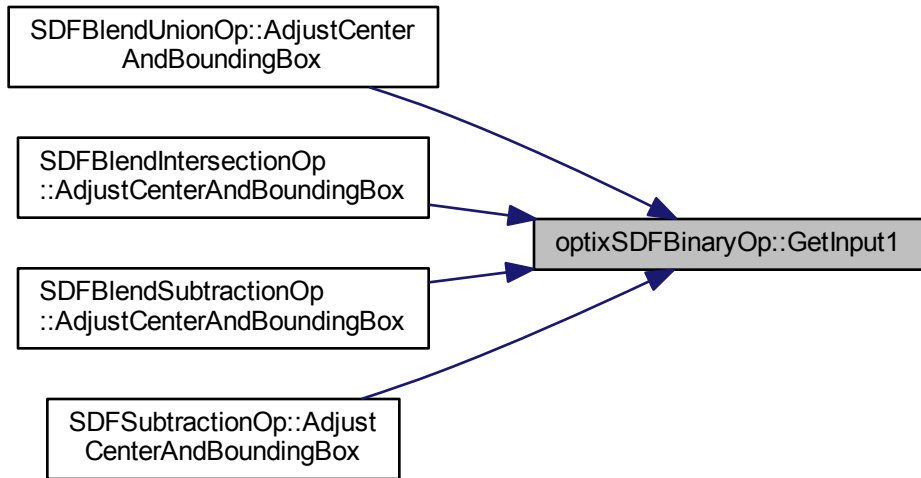 SDFBlendUnionOp::AdjustCenter
AndBoundingBox
SDFBlendIntersectionOp
::AdjustCenterAndBoundingBox
optixSDFBinaryOp::GetInput1
SDFBlendSubtractionOp
::AdjustCenterAndBoundingBox
SDFSubtractionOp::Adjust
CenterAndBoundingBox